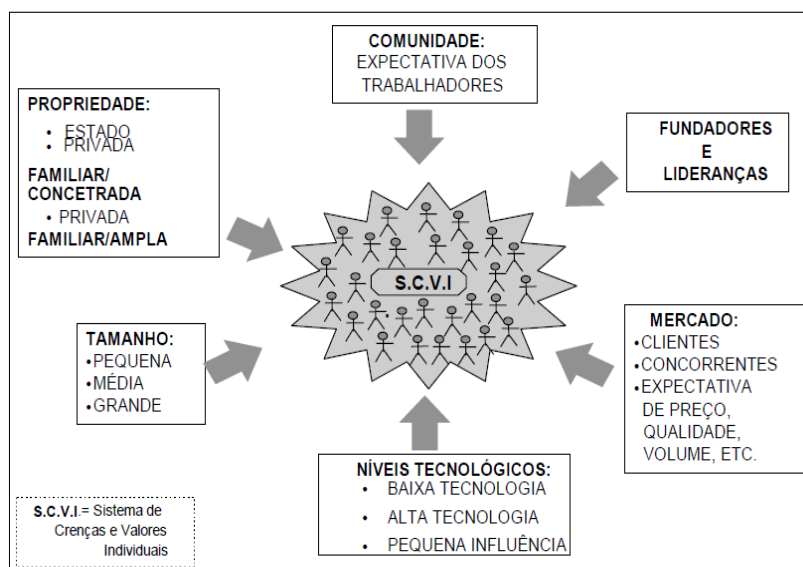 COMUNIDADE:
EXPECTATIVA DOS
TRABALHADORES
PROPRIEDADE:
• ESTADO
• PRIVADA
FAMILIAR/
CONCETRADA
• PRIVADA
FAMILIAR/AMPLA
FUNDADORES
E
LIDERANÇAS
S.C.V.I
TAMANHO:
•PEQUENA
•MÉDIA
•GRANDE
MERCADO:
•CLIENTES
•CONCORRENTES
•EXPECTATIVA
DE PREÇO,
QUALIDADE,
VOLUME, ETC.
NÍVEIS TECNOLÓGICOS:
• BAIXA TECNOLOGIA
• ALTA TECNOLOGIA
• PEQUENA INFLUÊNCIA
S.C.V.I.= Sistema de
Crenças e Valores
Individuais